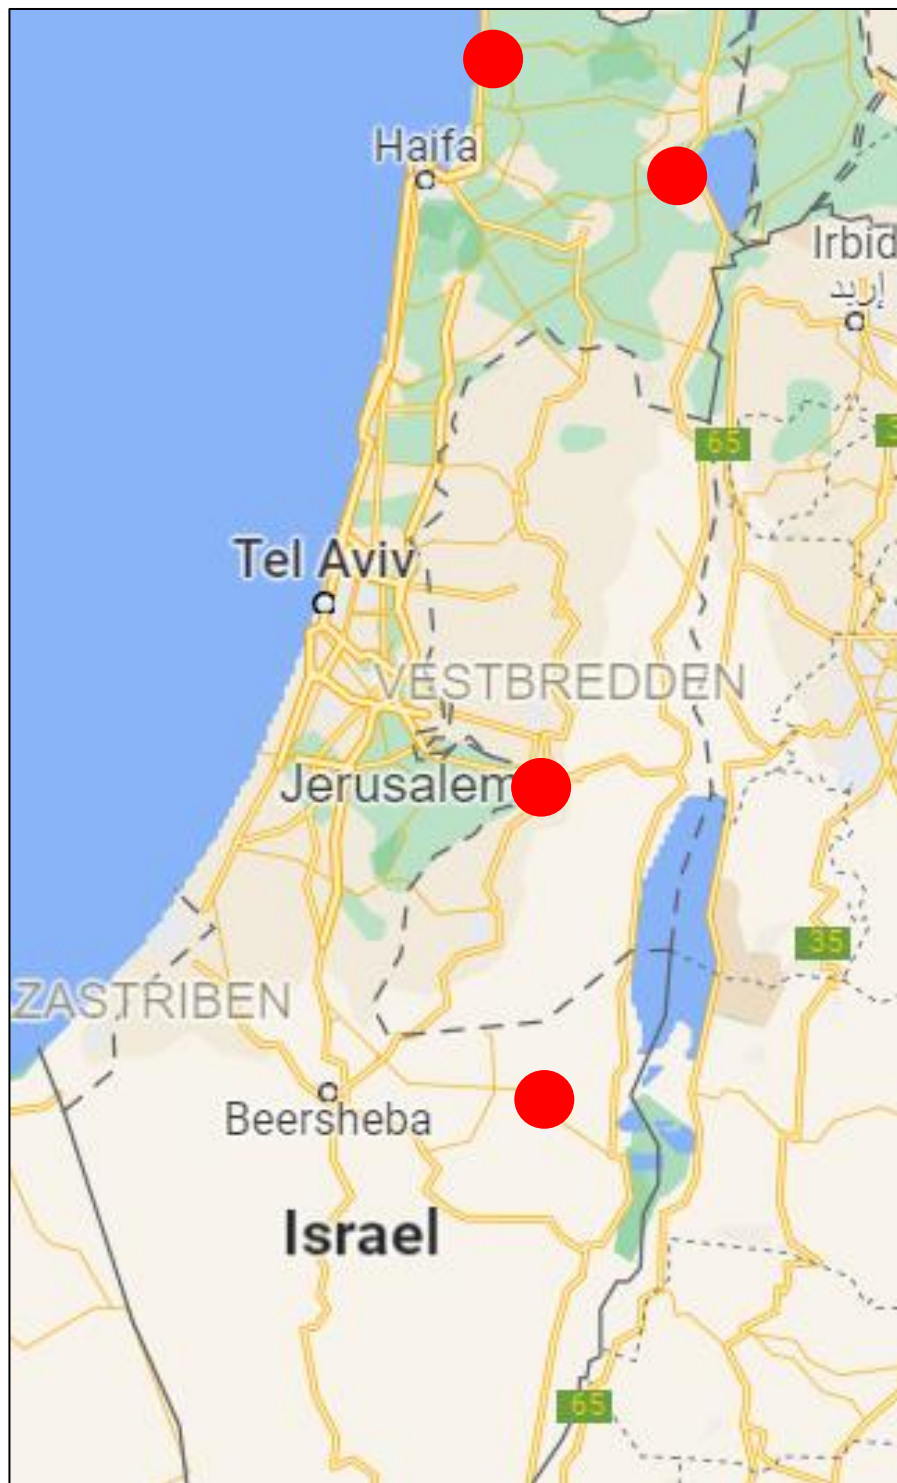 Haifa
Irbid
إربد
65
Tel Aviv
VESTBREDDEN
Jerusalem
35
ZASTRIBEN
Beersheba
Israel
65